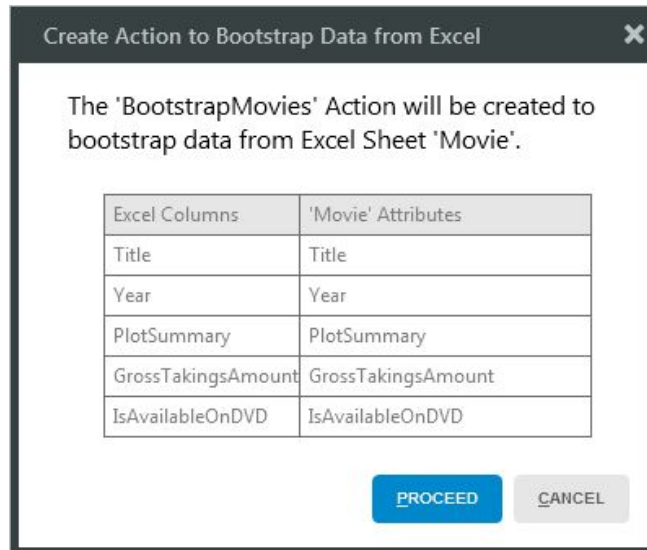 Create Action to Bootstrap Data from Excel
The 'BootstrapMovies' Action will be created to
bootstrap data from Excel Sheet 'Movie'.
Excel Columns 'Movie' Attributes
Title Title
Year Year
PlotSummary PlotSummary
GrossTakingsAmount GrossTakingsAmount
IsAvailableOnDVD IsAvailableOnDVD
PROCEED CANCEL